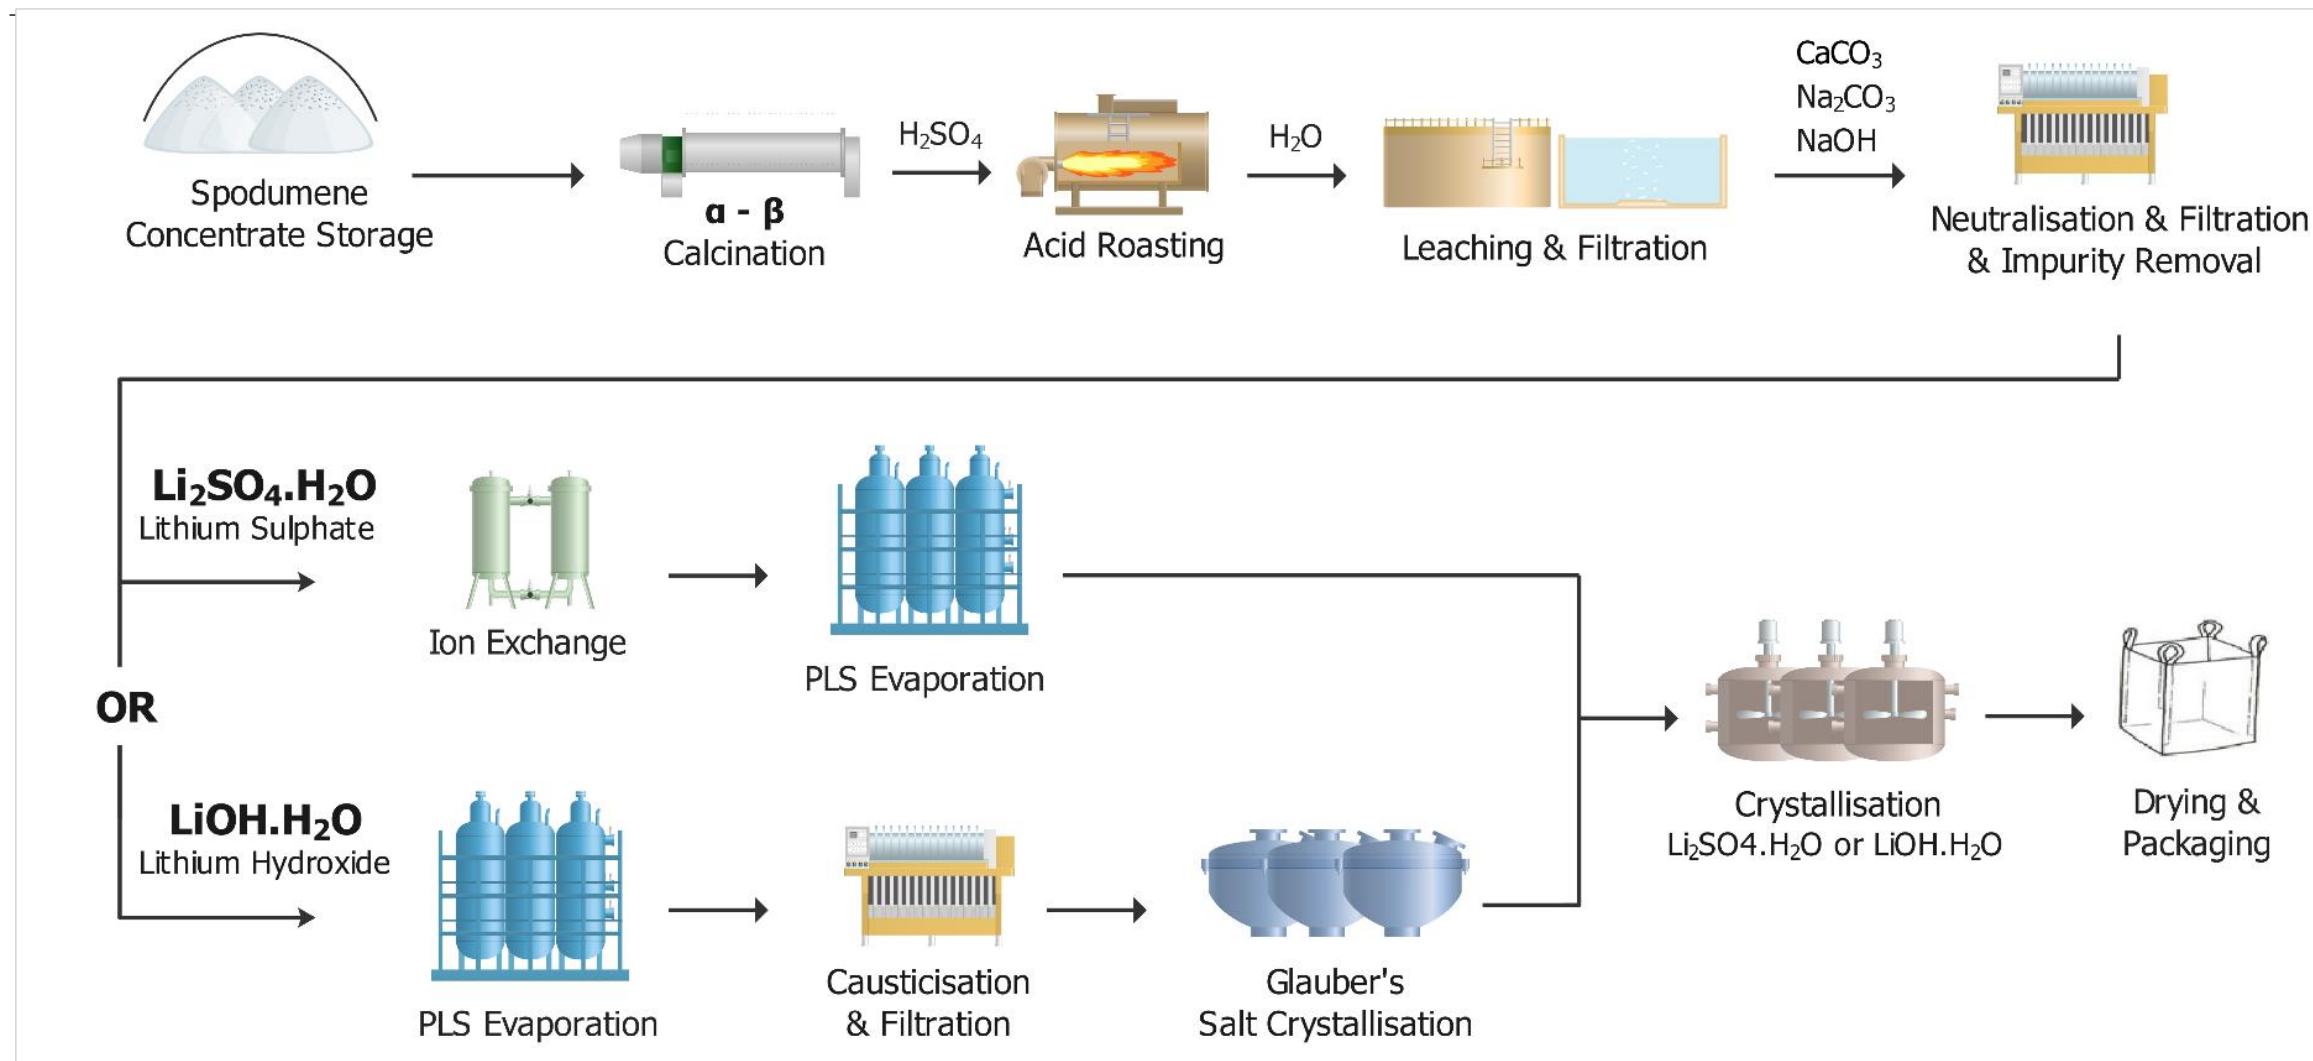 Spodumene
Concentrate Storage
α - β
Calcination
H₂SO₄
Acid Roasting
H₂O
Leaching & Filtration
CaCO₃
Na₂CO₃
NaOH
Neutralisation & Filtration
& Impurity Removal
Li₂SO₄.H₂O
Lithium Sulphate
Ion Exchange
PLS Evaporation
OR
LiOH.H₂O
Lithium Hydroxide
PLS Evaporation
Causticisation
& Filtration
Glauber's
Salt Crystallisation
Crystallisation
Li₂SO4.H₂O or LiOH.H₂O
Drying &
Packaging